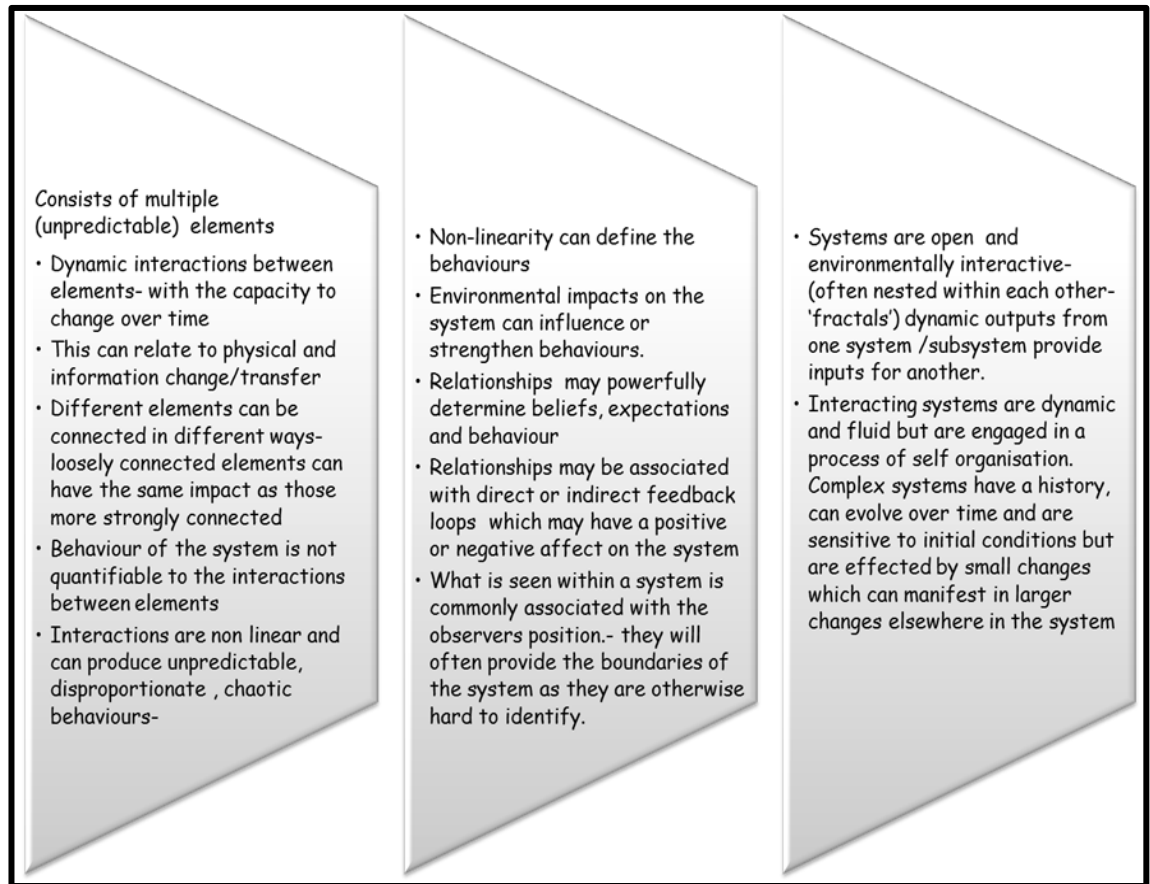 Consists of multiple
(unpredictable) elements
• Dynamic interactions between
elements- with the capacity to
change over time
• This can relate to physical and
information change/transfer
• Different elements can be
connected in different ways-
loosely connected elements can
have the same impact as those
more strongly connected
• Behaviour of the system is not
quantifiable to the interactions
between elements
• Interactions are non linear and
can produce unpredictable,
disproportionate , chaotic
behaviours-
• Non-linearity can define the
behaviours
• Environmental impacts on the
system can influence or
strengthen behaviours.
• Relationships may powerfully
determine beliefs, expectations
and behaviour
• Relationships may be associated
with direct or indirect feedback
loops which may have a positive
or negative affect on the system
• What is seen within a system is
commonly associated with the
observers position.- they will
often provide the boundaries of
the system as they are otherwise
hard to identify.
• Systems are open and
environmentally interactive-
(often nested within each other-
‘fractals’) dynamic outputs from
one system /subsystem provide
inputs for another.
• Interacting systems are dynamic
and fluid but are engaged in a
process of self organisation.
Complex systems have a history,
can evolve over time and are
sensitive to initial conditions but
are effected by small changes
which can manifest in larger
changes elsewhere in the system